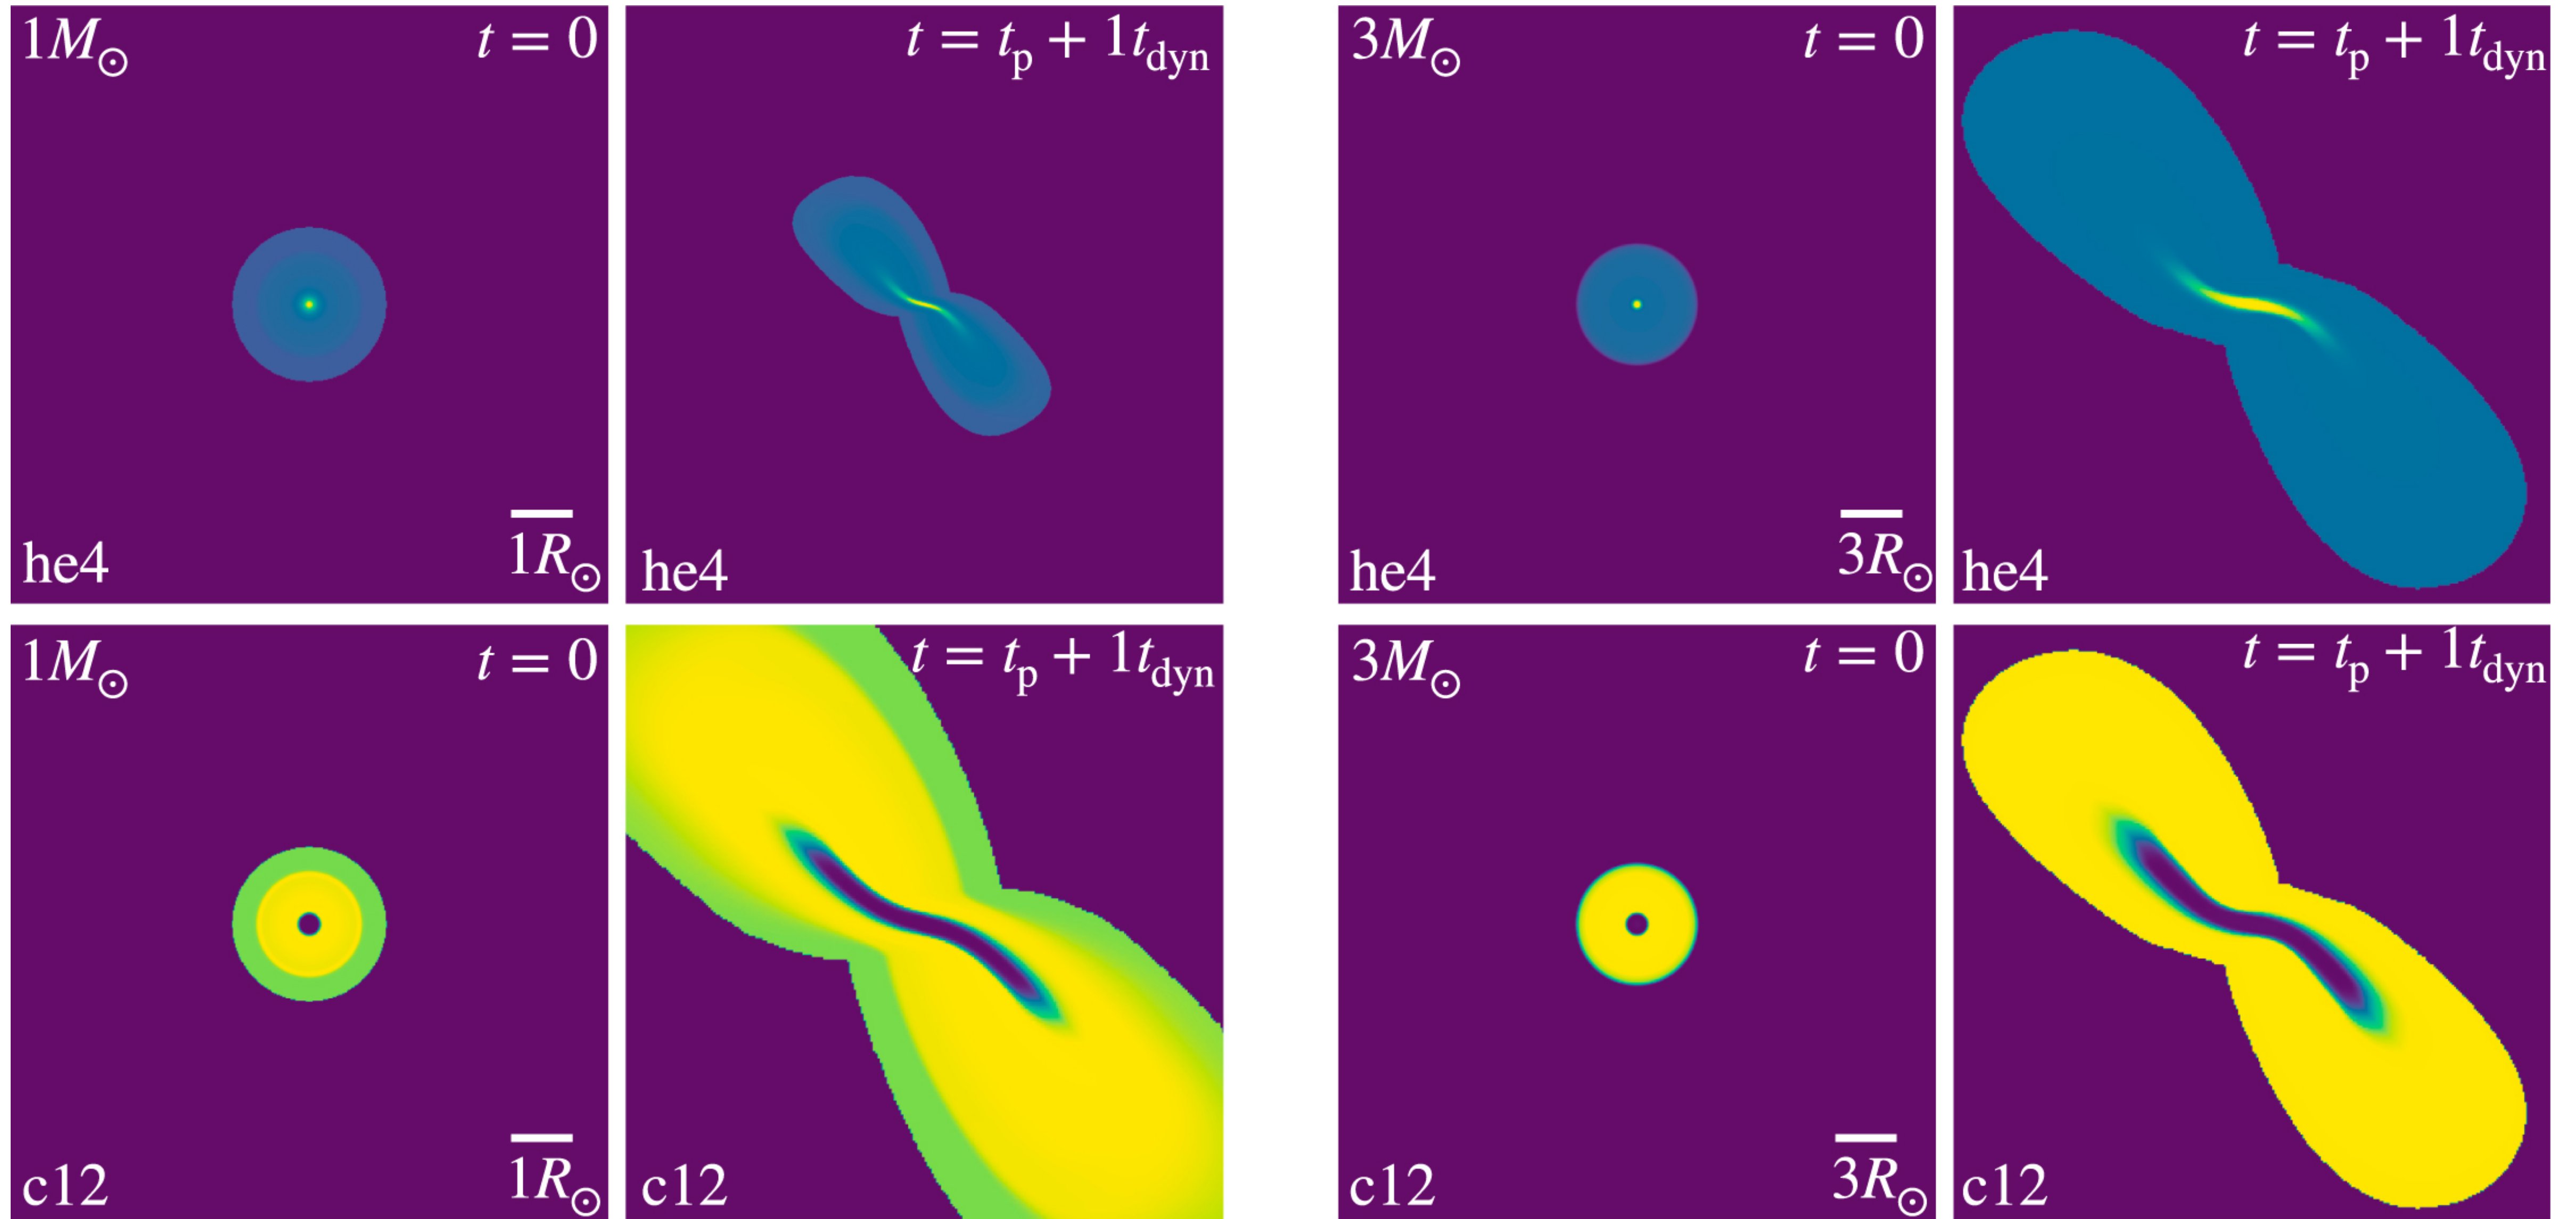 1M☉ t = 0
t = tp + 1tdyn
3M☉ t = 0
t = tp + 1tdyn
1R☉
3R☉
he4
he4
he4
he4
1M☉ t = 0
t = tp + 1tdyn
3M☉ t = 0
t = tp + 1tdyn
1R☉
3R☉
c12
c12
c12
c12